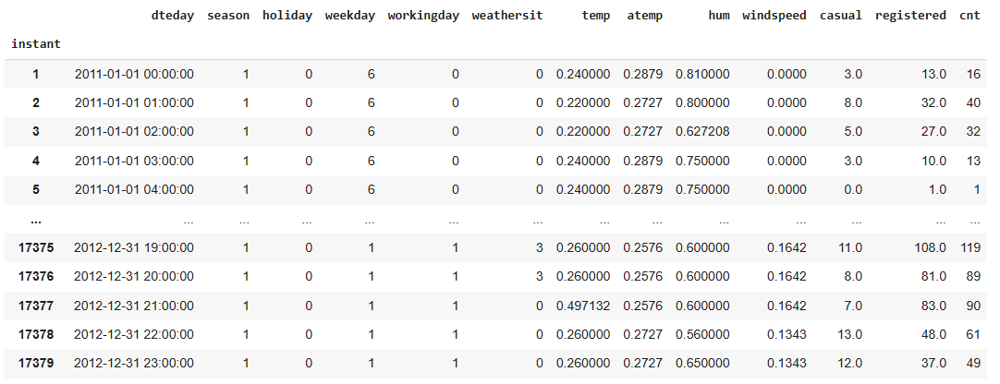 dteday season holiday weekday workingday weathersit temp atemp hum windspeed casual registered cnt
instant
1 2011-01-01 00:00:00 1 0 6 0 0 0.240000 0.2879 0.810000 0.0000 3.0 13.0 16
2 2011-01-01 01:00:00 1 0 6 0 0 0.220000 0.2727 0.800000 0.0000 8.0 32.0 40
3 2011-01-01 02:00:00 1 0 6 0 0 0.220000 0.2727 0.627208 0.0000 5.0 27.0 32
4 2011-01-01 03:00:00 1 0 6 0 0 0.240000 0.2879 0.750000 0.0000 3.0 10.0 13
5 2011-01-01 04:00:00 1 0 6 0 0 0.240000 0.2879 0.750000 0.0000 0.0 1.0 1
... ... ... ... ... ... ... ... ... ... ... ... ... ...
17375 2012-12-31 19:00:00 1 0 1 1 3 0.260000 0.2576 0.600000 0.1642 11.0 108.0 119
17376 2012-12-31 20:00:00 1 0 1 1 3 0.260000 0.2576 0.600000 0.1642 8.0 81.0 89
17377 2012-12-31 21:00:00 1 0 1 1 0 0.497132 0.2576 0.600000 0.1642 7.0 83.0 90
17378 2012-12-31 22:00:00 1 0 1 1 0 0.260000 0.2727 0.560000 0.1343 13.0 48.0 61
17379 2012-12-31 23:00:00 1 0 1 1 0 0.260000 0.2727 0.650000 0.1343 12.0 37.0 49